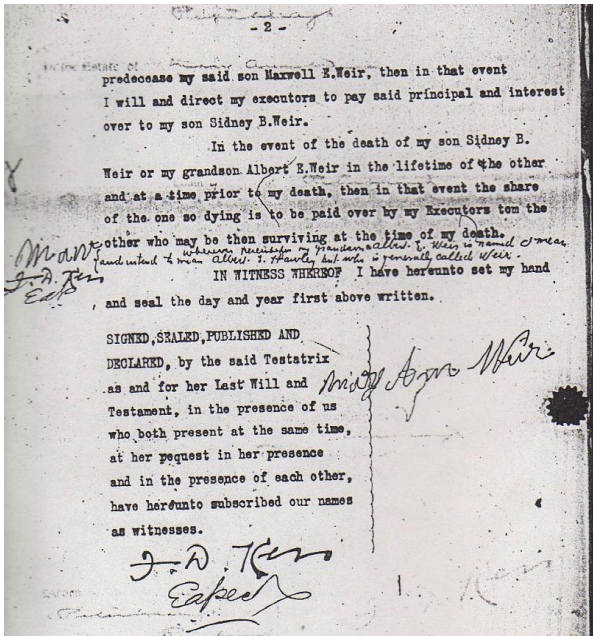 - 2 -
Estate of
predecease my said son Maxwell E.Weir, then in that event
I will and direct my executors to pay said principal and interest
over to my son Sidney B.Weir.
In the event of the death of my son Sidney B.
Weir or my grandson Albert E.Weir in the lifetime of the other
and at a time prior to my death, then in that event the share
of the one so dying is to be paid over by my Executors tom the
other who may be then surviving at the time of my death.
wherever my grandson Albert E. Weir is named I mean
(and intend to mean Albert Hawley but who is generally called Weir.
IN WITNESS WHEREOF I have hereunto set my hand
and seal the day and year first above written.
SIGNED,SEALED,PUBLISHED AND
DECLARED, by the said Testatrix
as and for her Last Will and
Testament, in the presence of us
who both present at the same time,
at her request in her presence
and in the presence of each other,
have hereunto subscribed our names
as witnesses.
Mary Ann Weir